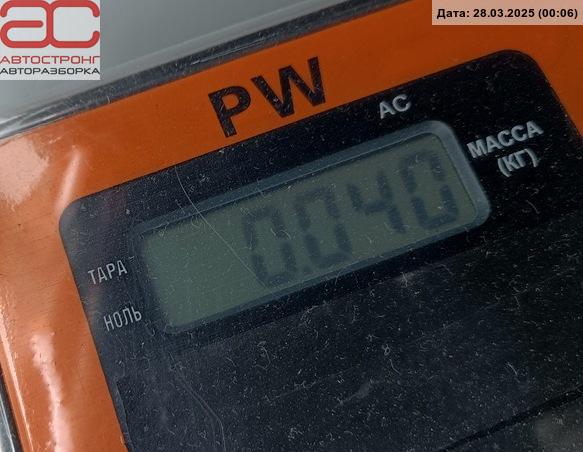 Дата: 28.03.2025 (00:06)
АС
АВТОСТРОНГ
АВТОРАЗБОРКА
PW
AC
МАССА
(КГ)
0.040
ТАРА
НОЛЬ